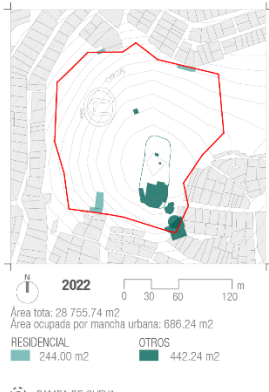 N
2022
0 30 60 120 m
Área tota: 28 755.74 m2
Área ocupada por mancha urbana: 686.24 m2
RESIDENCIAL OTROS
244.00 m2 442.24 m2